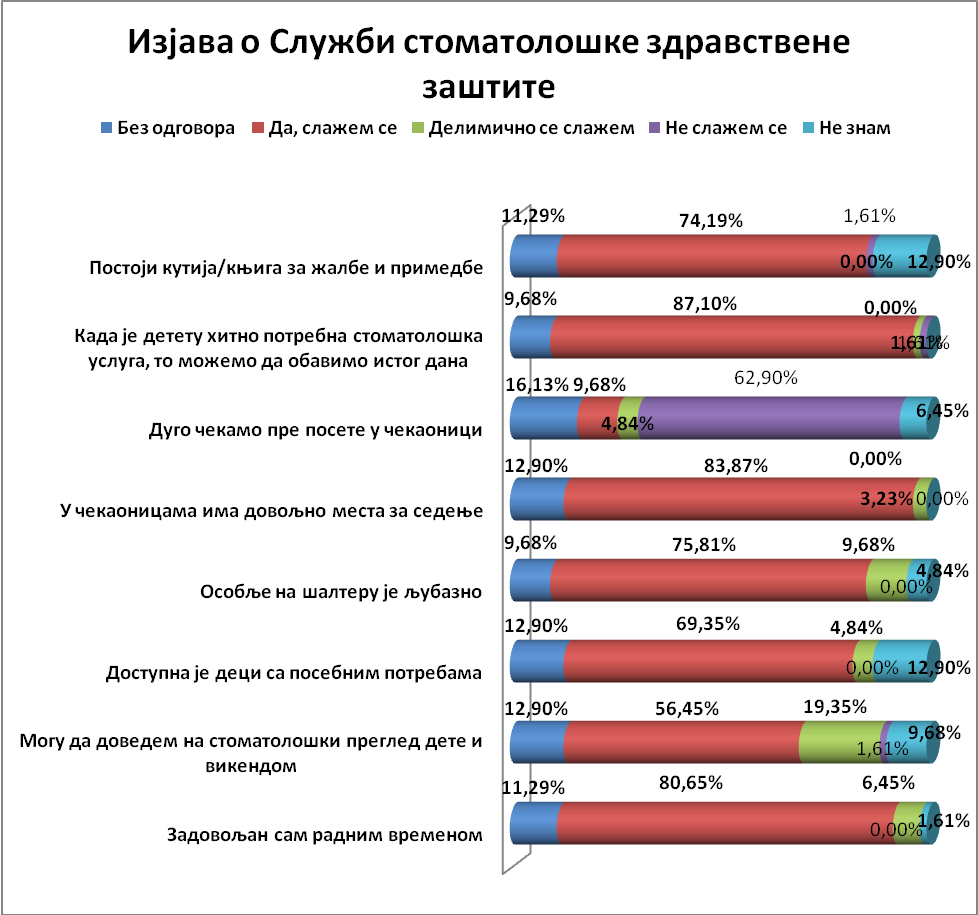 Изјава о Служби стоматолошке здравствене
заштите
Без одговора Да, слажем се Делимично се слажем Не слажем се Не знам
11,29% 74,19% 1,61%
Постоји кутија/књига за жалбе и примедбе 0,00% 12,90%
9,68% 87,10% 0,00%
Када је детету хитно потребна стоматолошка 1,61% 1,61%
услуга, то можемо да обавимо истог дана
16,13% 9,68% 62,90%
Дуго чекамо пре посете у чекаоници 4,84% 6,45%
12,90% 83,87% 0,00%
У чекаоницама има довољно места за седење 3,23% 0,00%
9,68% 75,81% 9,68%
Особље на шалтеру је љубазно 0,00% 4,84%
12,90% 69,35% 4,84%
Доступна је деци са посебним потребама 0,00% 12,90%
12,90% 56,45% 19,35%
Могу да доведем на стоматолошки преглед дете и 1,61% 9,68%
викендом
11,29% 80,65% 6,45%
Задовољан сам радним временом 0,00% 1,61%